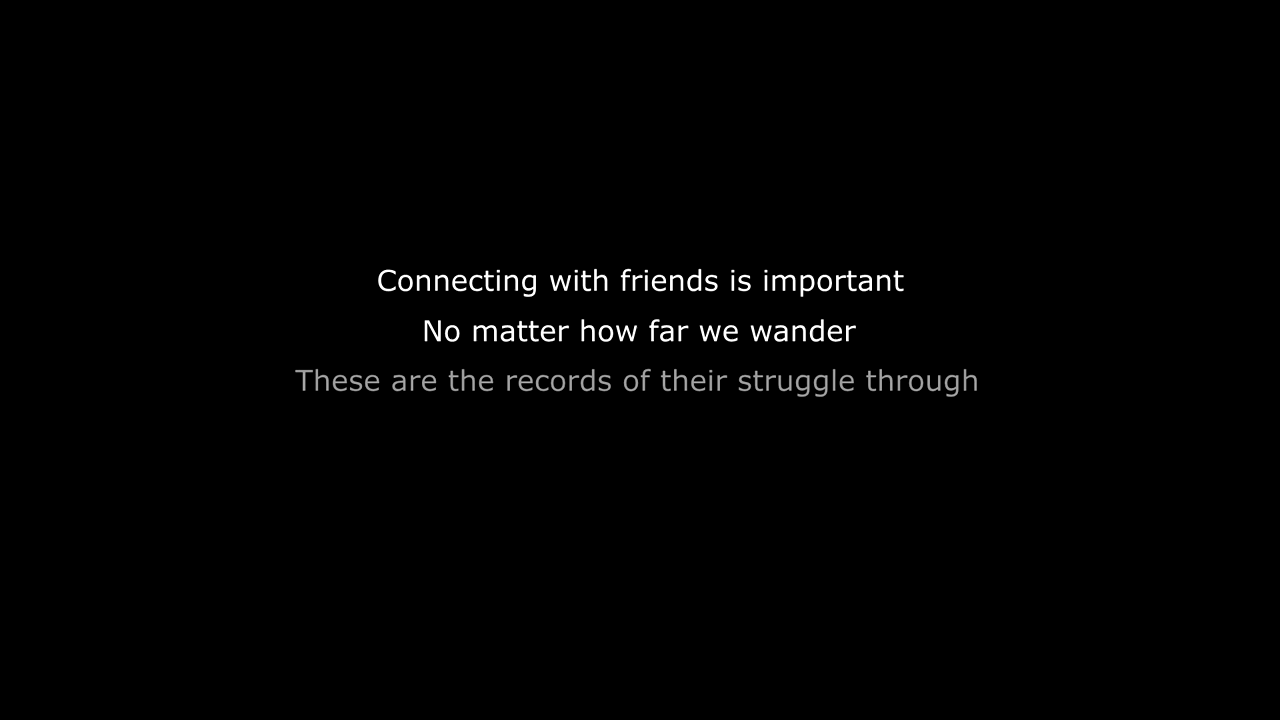 Connecting with friends is important
No matter how far we wander
These are the records of their struggle through